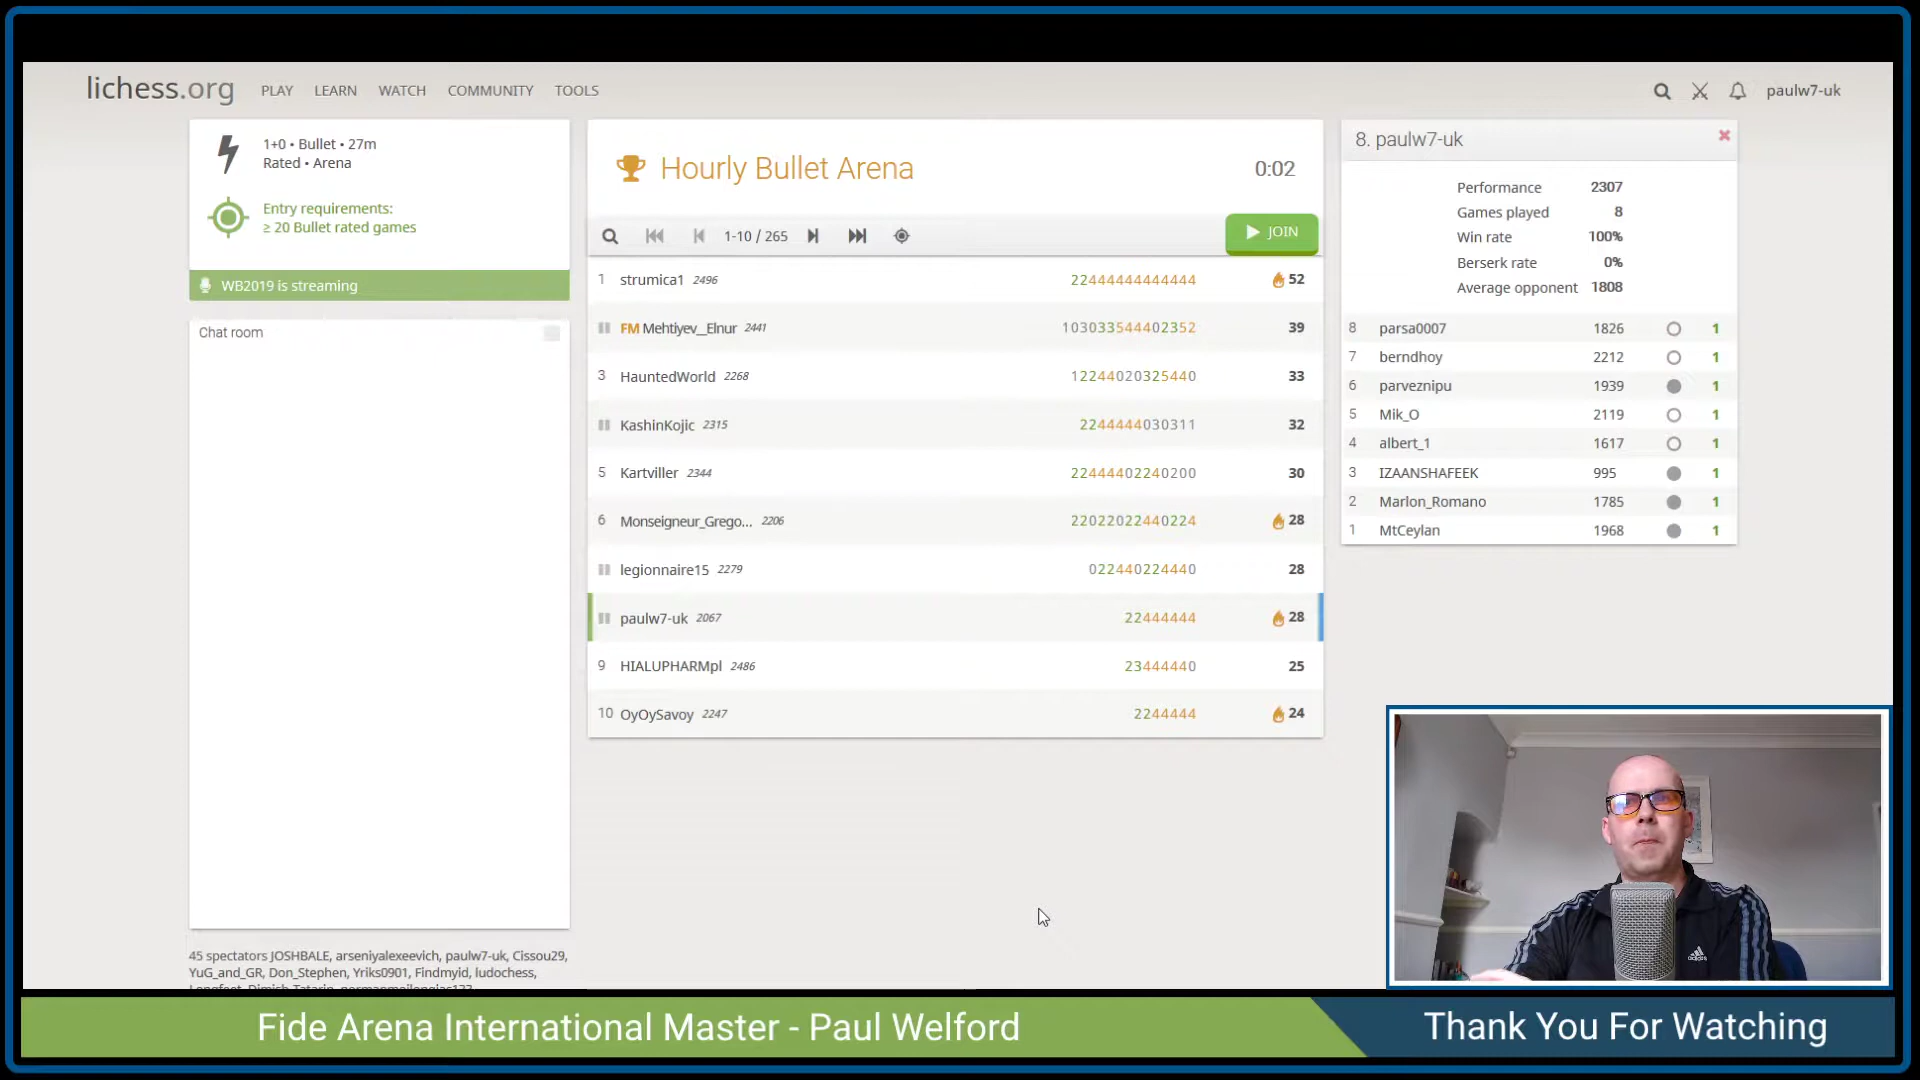 lichess.org PLAY LEARN WATCH COMMUNITY TOOLS paulw7-uk
1+0 • Bullet • 27m
Rated • Arena
Entry requirements:
≥ 20 Bullet rated games
WB2019 is streaming
Chat room
45 spectators JOSHBALE, arseniyalexeevich, paulw7-uk, Cissou29,
YuG_and_GR, Don_Stephen, Yriks0901, Findmyid, ludochess,
Hourly Bullet Arena 0:02
1-10 / 265 JOIN
1 strumica1 2496 22444444444444 52
FM Mehtiyev__Elnur 2441 103033544402352 39
3 HauntedWorld 2268 12244020325440 33
KashinKojic 2315 2244444030311 32
5 Kartviller 2344 22444402240200 30
6 Monseigneur_Grego... 2206 22022022440224 28
legionnaire15 2279 022440224440 28
paulw7-uk 2067 22444444 28
9 HIALUPHARMpl 2486 23444440 25
10 OyOySavoy 2247 2244444 24
8. paulw7-uk
Performance 2307
Games played 8
Win rate 100%
Berserk rate 0%
Average opponent 1808
8 parsa0007 1826 1
7 berndhoy 2212 1
6 parveznipu 1939 1
5 Mik_O 2119 1
4 albert_1 1617 1
3 IZAANSHAFEEK 995 1
2 Marlon_Romano 1785 1
1 MtCeylan 1968 1
adidas
Fide Arena International Master - Paul Welford
Thank You For Watching